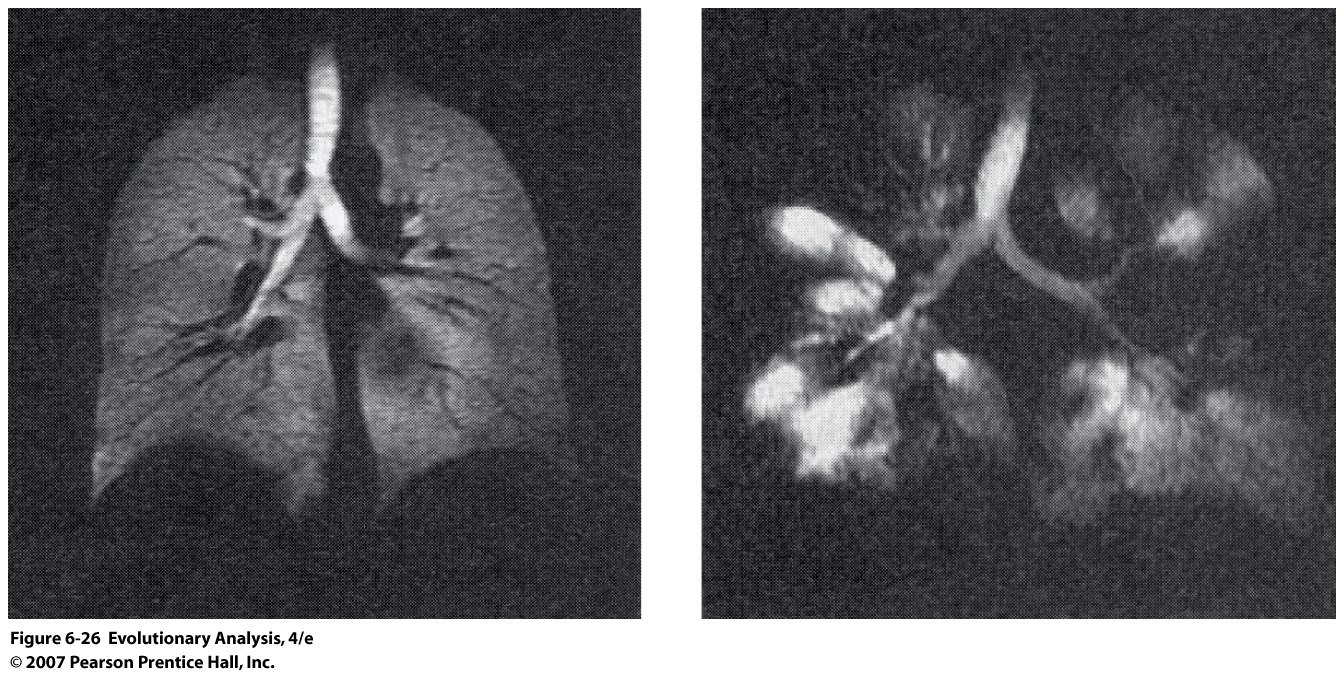 Figure 6-26 Evolutionary Analysis, 4/e
© 2007 Pearson Prentice Hall, Inc.